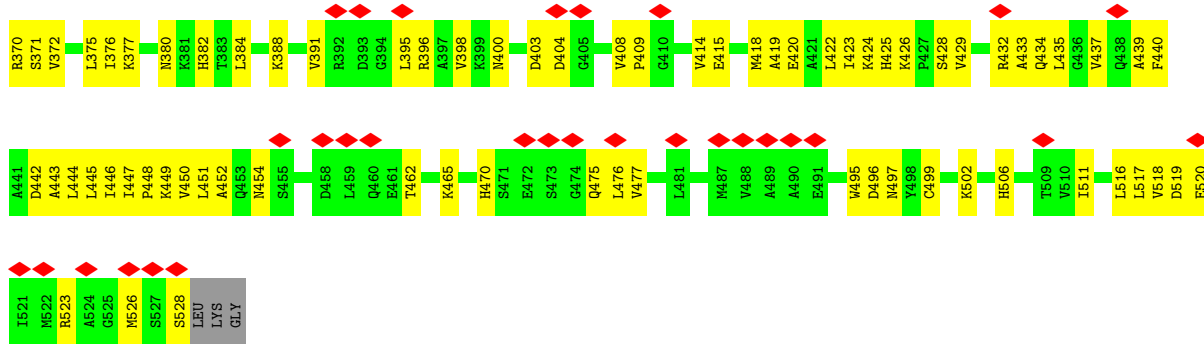 R370 S371 V372 L375 I376 K377 N380 K381 H382 T383 L384 K388 V391 R392 D393 G394 L395 R396 A397 V398 K399 N400 D403 D404 G405 V408 P409 G410 V414 E415 M418 A419 E420 A421 L422 I423 K424 H425 K426 P427 S428 V429 R432 A433 Q434 L435 G436 V437 Q438 A439 F440
A441 D442 A443 L444 L445 I446 I447 P448 K449 V450 L451 A452 Q453 N454 S455 D458 L459 Q460 E461 T462 K465 H470 S471 E472 S473 G474 Q475 L476 V477 L481 M487 V488 A489 A490 E491 W495 D496 N497 Y498 C499 K502 H506 T509 V510 I511 L516 L517 V518 D519 E520
I521 M522 R523 A524 G525 M526 S527 S528 LEU LYS GLY